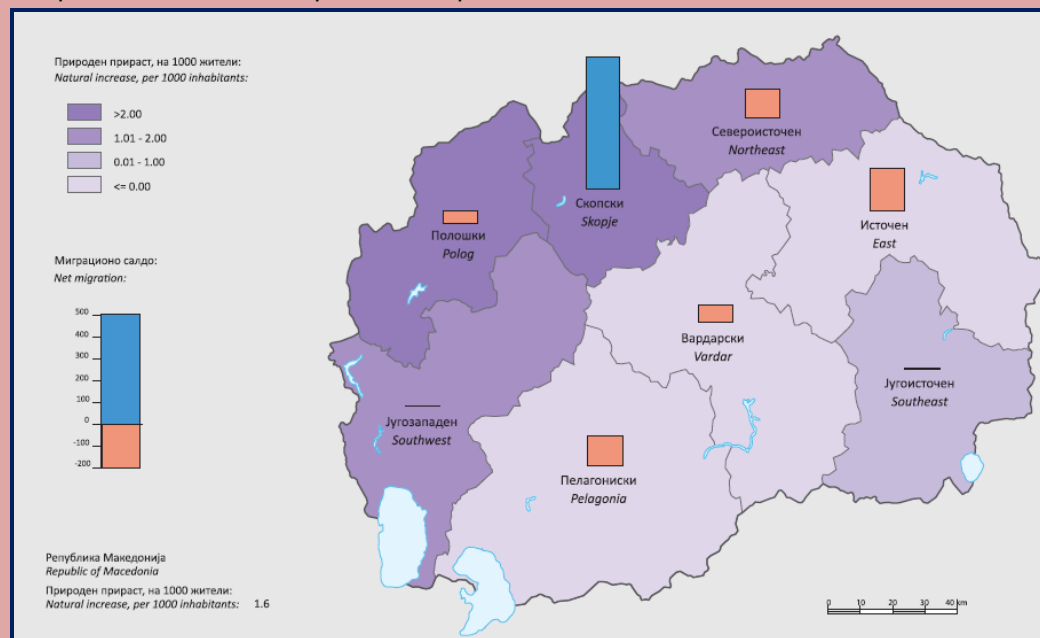 Природен прираст, на 1000 жители:
Natural increase, per 1000 inhabitants:
>2.00
1.01 - 2.00
0.01 - 1.00
<= 0.00
Миграционо салдо:
Net migration:
500
400
300
200
100
0
-100
-200
Североисточен
Northeast
Скопски
Skopje
Полошки
Polog
Источен
East
Вардарски
Vardar
Југоисточен
Southeast
Југозападен
Southwest
Пелагониски
Pelagonia
Република Македонија
Republic of Macedonia
Природен прираст, на 1000 жители:
Natural increase, per 1000 inhabitants: 1.6
0 10 20 30 40 km